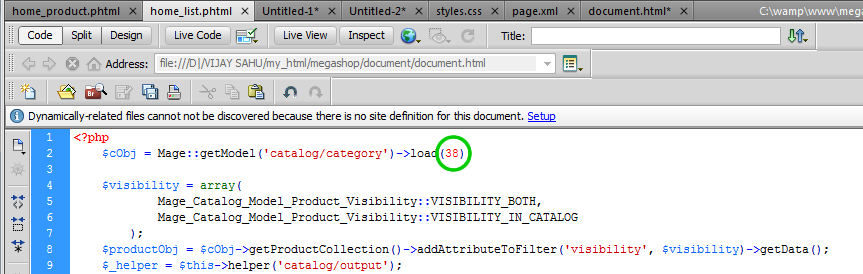 home_product.phtml × home_list.phtml × Untitled-1* × Untitled-2* × styles.css × page.xml × document.html* × C:\wamp\www\mega
Code Split Design Live Code Live View Inspect Title:
Address: file:///D|/VIJAY SAHU/my_html/megashop/document/document.html
Br
Dynamically-related files cannot not be discovered because there is no site definition for this document. Setup
1 <?php
2 $cObj = Mage::getModel('catalog/category')->load(38)
3
4 $visibility = array(
5 Mage_Catalog_Model_Product_Visibility::VISIBILITY_BOTH,
6 Mage_Catalog_Model_Product_Visibility::VISIBILITY_IN_CATALOG
7 );
8 $productObj = $cObj->getProductCollection()->addAttributeToFilter('visibility', $visibility)->getData();
9 $_helper = $this->helper('catalog/output');